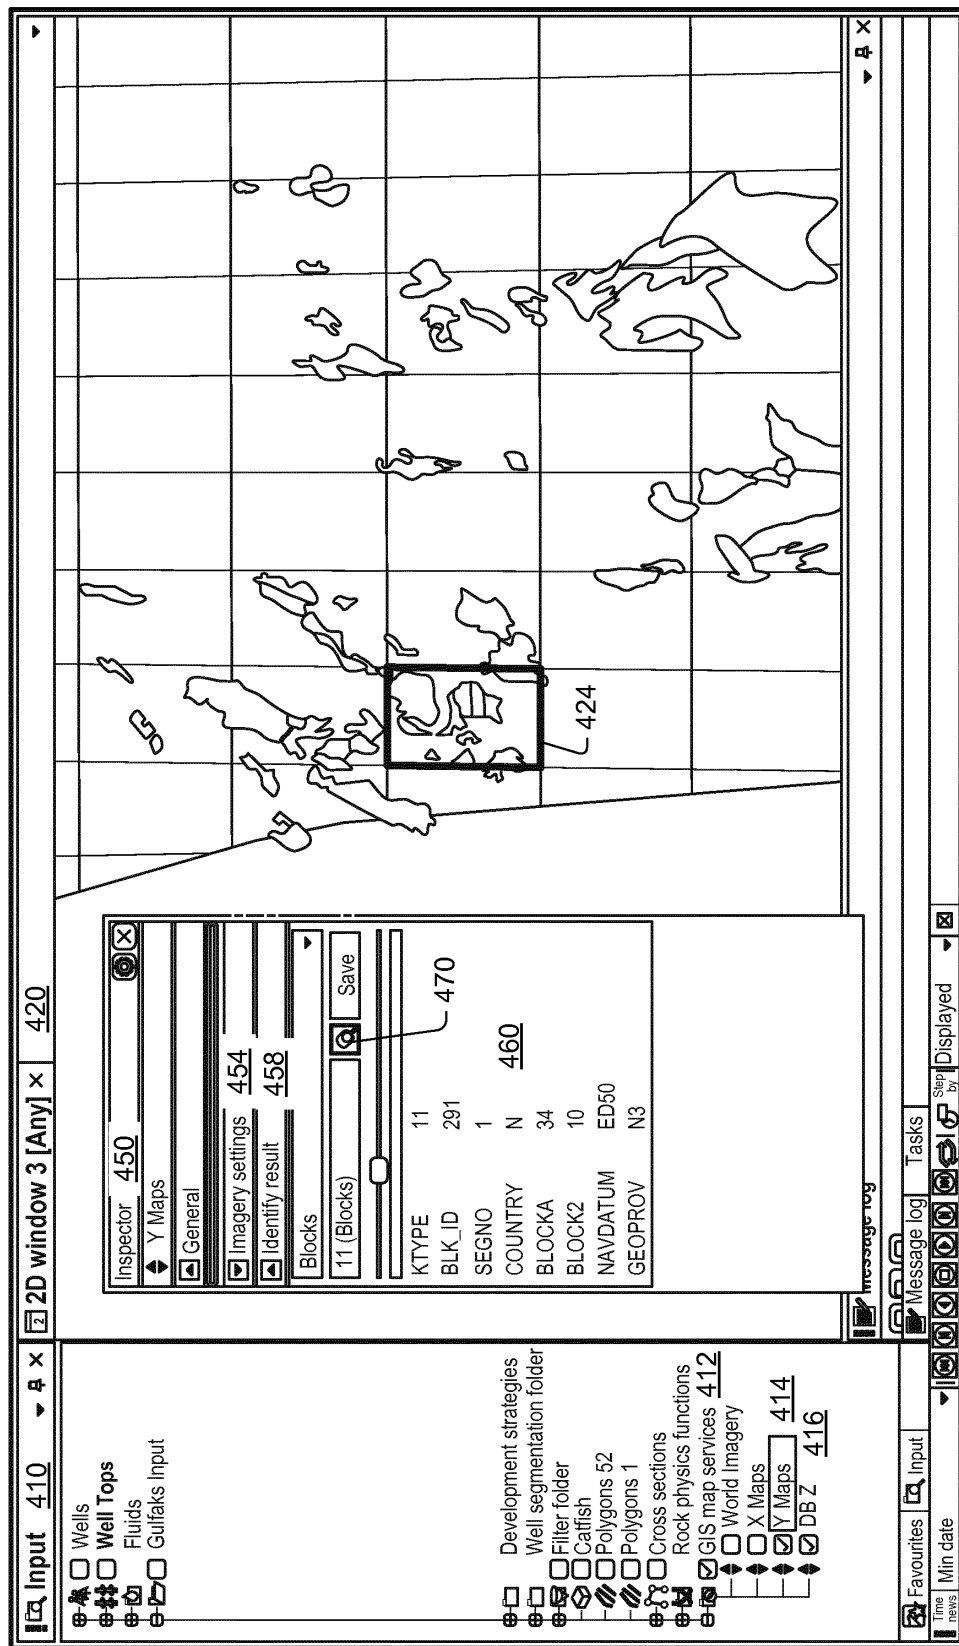 Input 410
Wells
Well Tops
Fluids
Gulfaks Input
Development strategies
Well segmentation folder
Filter folder
Catfish
Polygons 52
Polygons 1
Cross sections
Rock physics functions
GIS map services 412
World Imagery
X Maps
Y Maps 414
DB Z 416
Favourites
Input
2
2D window 3 [Any] × 420
Inspector 450
Y Maps
General
Imagery settings 454
Identify result 458
Blocks
11 (Blocks)
Save
470
KTYPE 11
BLK_ID 291
SEGNO 1
COUNTRY N
BLOCKA 34
BLOCK2 10
NAVDATUM ED50
GEOPROV N3
460
424
Message log
Message log
Tasks
Time
news
Min date
Step
by
Displayed